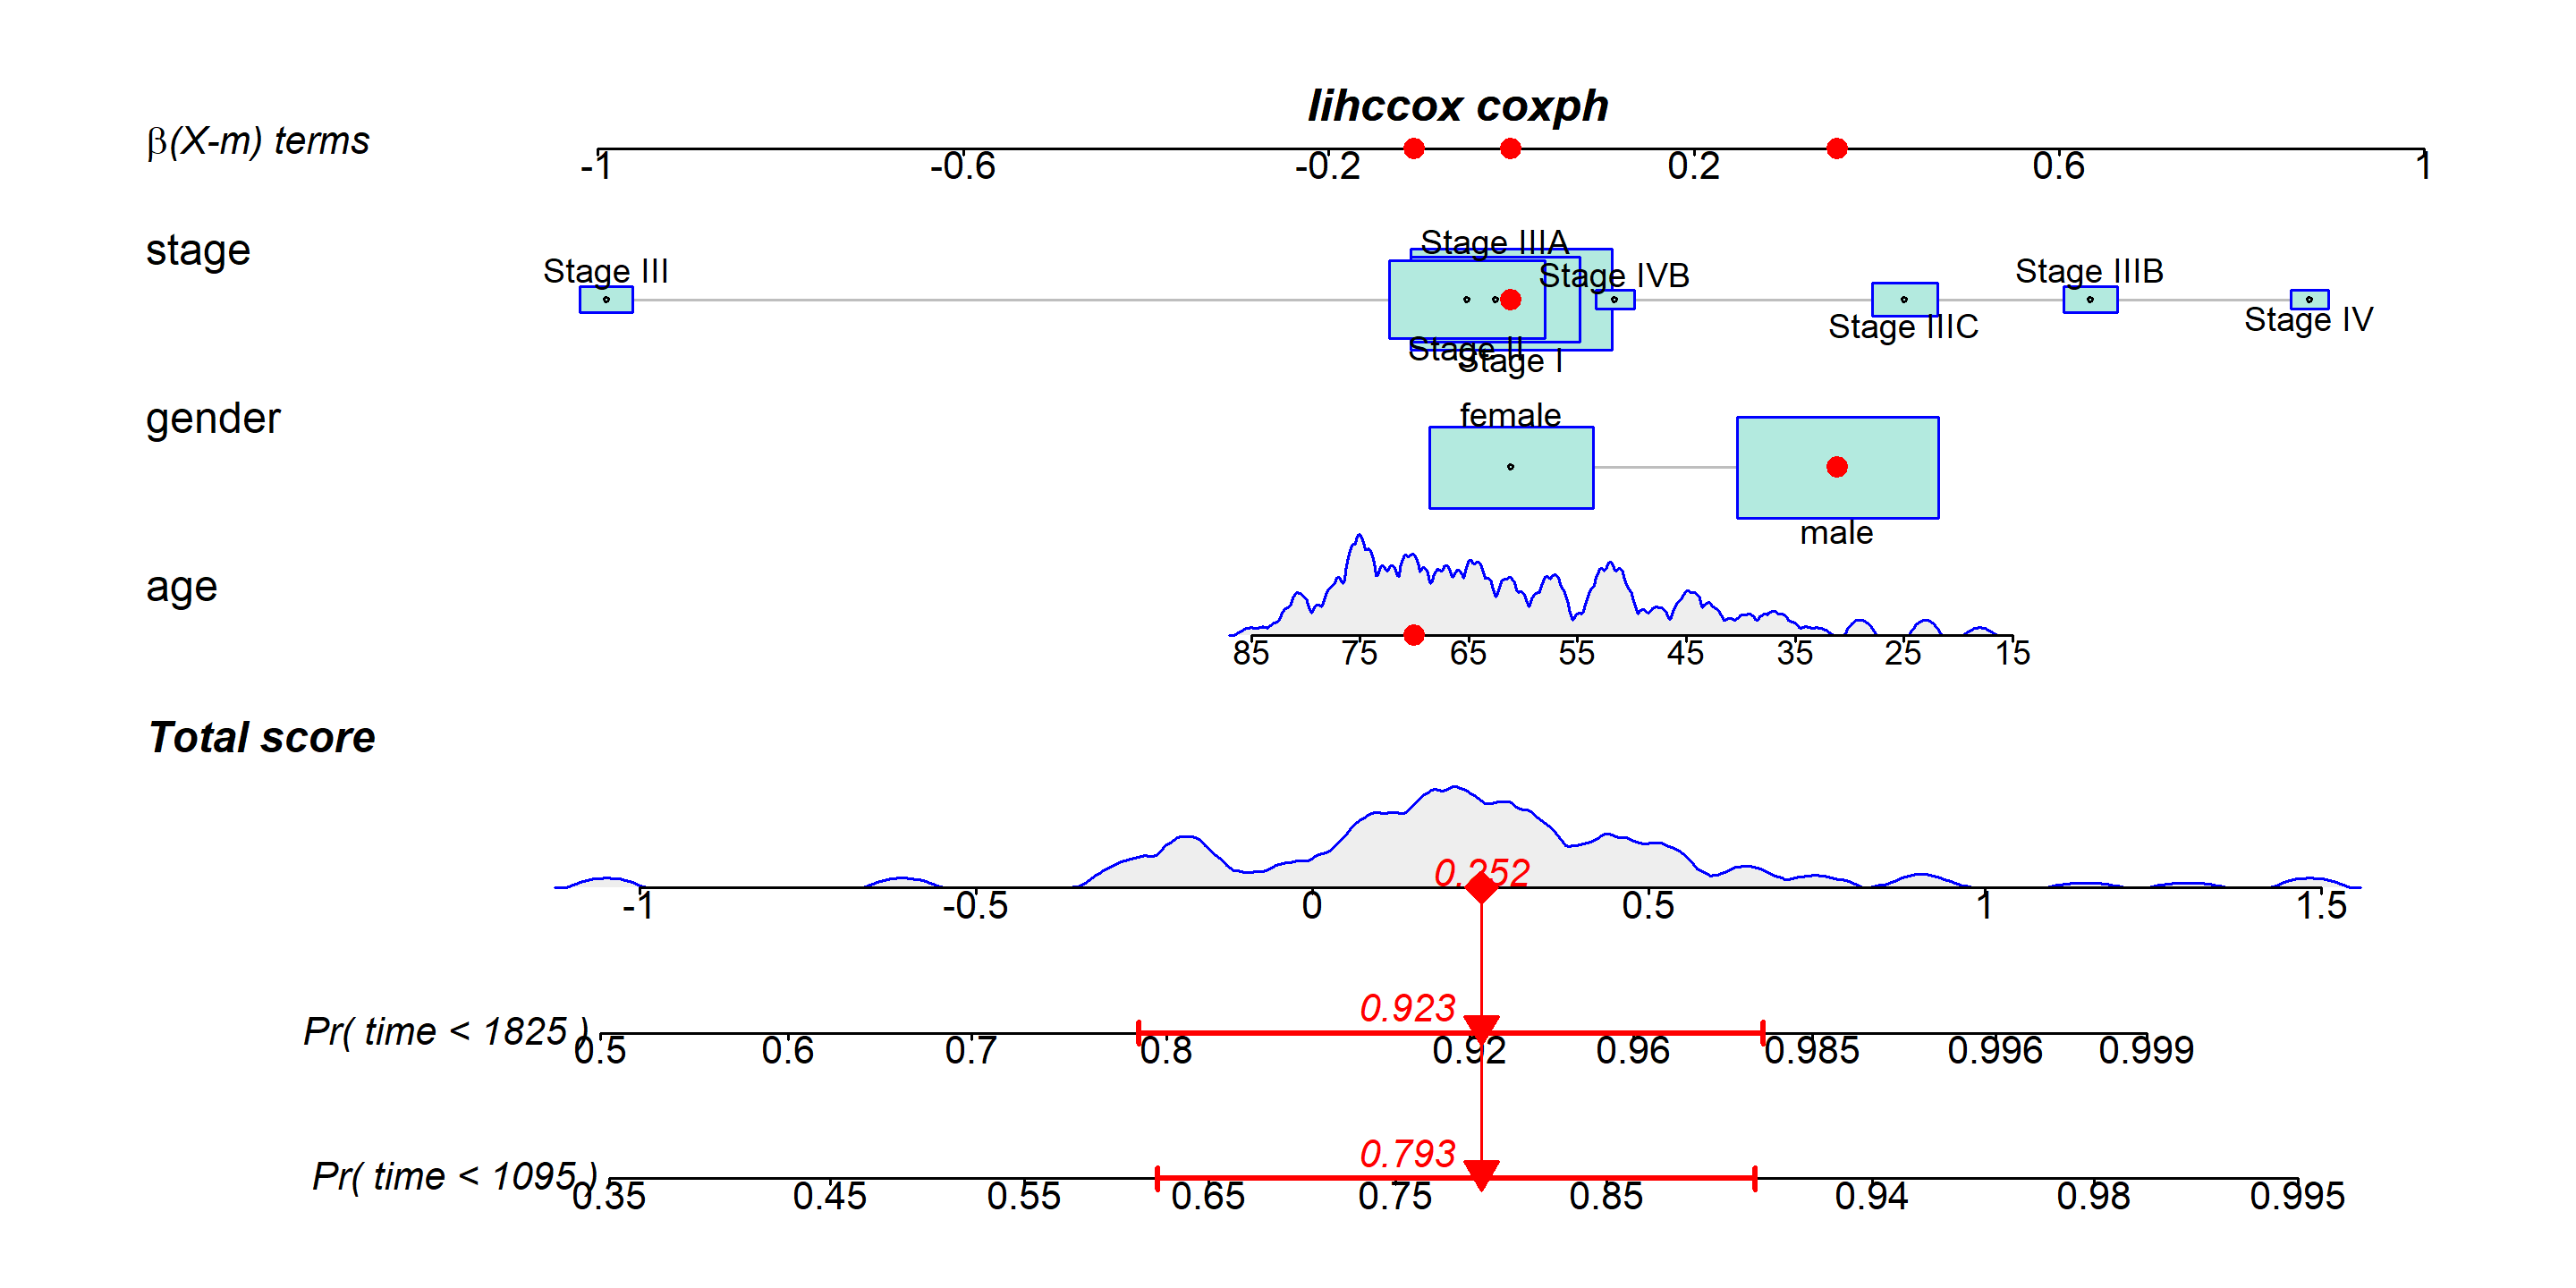 lihccox coxph
β(X-m) terms
-1 -0.6 -0.2 0.2 0.6 1
stage
Stage IIIA
Stage III Stage IVB Stage IIIB
Stage IIIC Stage IV
Stage II
Stage I
gender
female
male
age
85 75 65 55 45 35 25 15
Total score
0.252
-1 -0.5 0 0.5 1 1.5
0.923
Pr( time < 1825 )
0.5 0.6 0.7 0.8 0.92 0.96 0.985 0.996 0.999
0.793
Pr( time < 1095 )
0.35 0.45 0.55 0.65 0.75 0.85 0.94 0.98 0.995